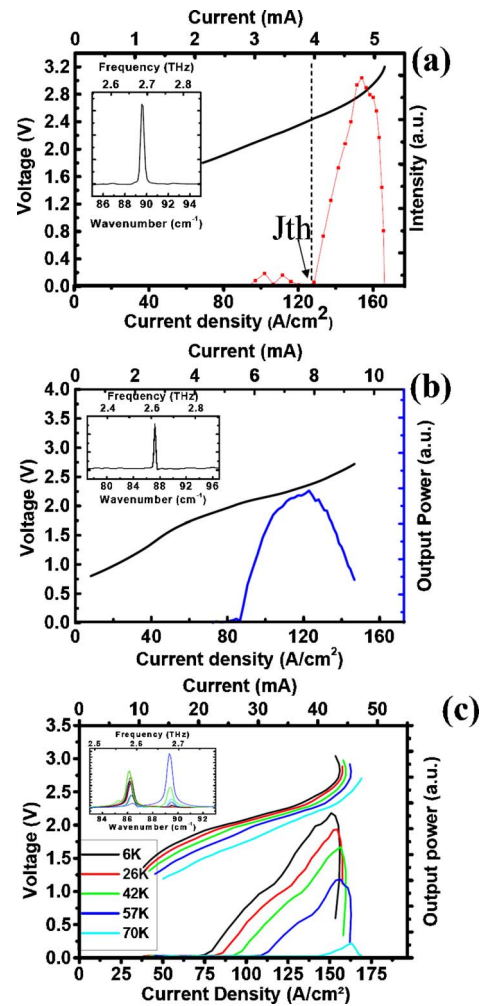 Current (mA)
0 1 2 3 4 5
(a)
3.2
2.8
2.4
2.0
1.6
1.2
0.8
0.4
0.0
Voltage (V)
Intensity (a.u.)
Frequency (THz)
2.6 2.7 2.8
86 88 90 92 94
Wavenumber (cm-1)
Jth
0 40 80 120 160
Current density (A/cm2)
Current (mA)
0 2 4 6 8 10
(b)
4.0
3.5
3.0
2.5
2.0
1.5
1.0
0.5
0.0
Voltage (V)
Output Power (a.u.)
Frequency (THz)
2.4 2.6 2.8
78 80 82 84 86 88 90 92 94 96
Wavenumber (cm-1)
0 40 80 120 160
Current density (A/cm²)
Current (mA)
0 10 20 30 40 50
(c)
3.5
3.0
2.5
2.0
1.5
1.0
0.5
0.0
Voltage (V)
Output power (a.u.)
Frequency (THz)
2.5 2.6 2.7
84 86 88 90 92
Wavenumber (cm-1)
6K
26K
42K
57K
70K
0 25 50 75 100 125 150 175
Current Density (A/cm²)